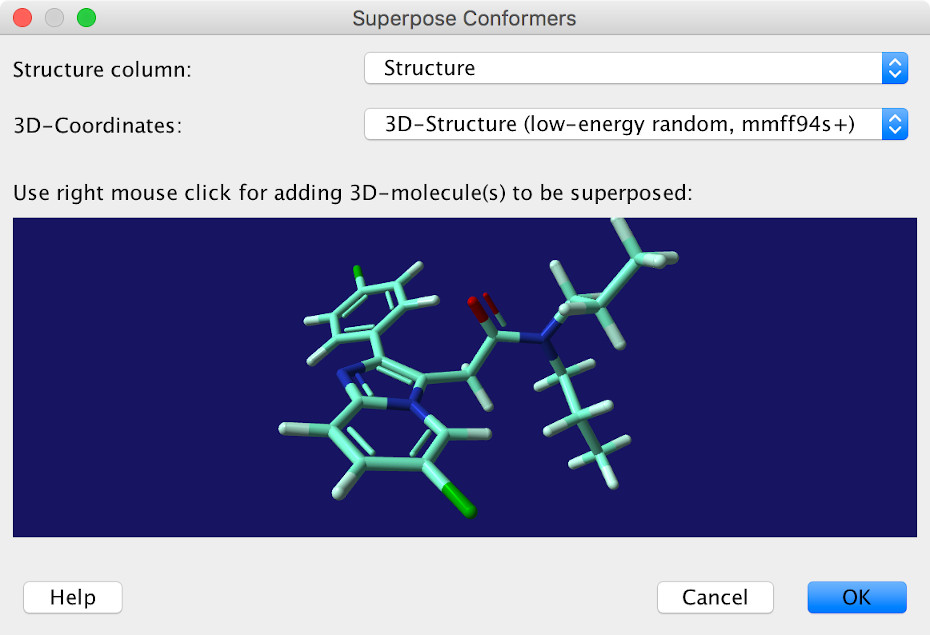 Superpose Conformers
Structure column:
Structure
3D-Coordinates:
3D-Structure (low-energy random, mmff94s+)
Use right mouse click for adding 3D-molecule(s) to be superposed:
Help
Cancel
OK